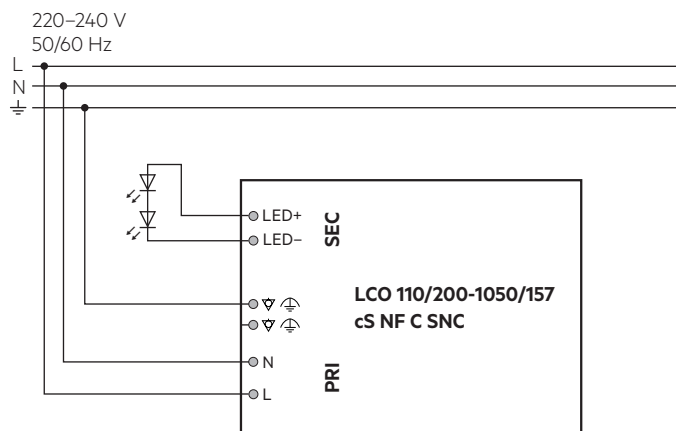 220–240 V
50/60 Hz
L
N
LED+
LED–
SEC
LCO 110/200-1050/157
cS NF C SNC
N
L
PRI